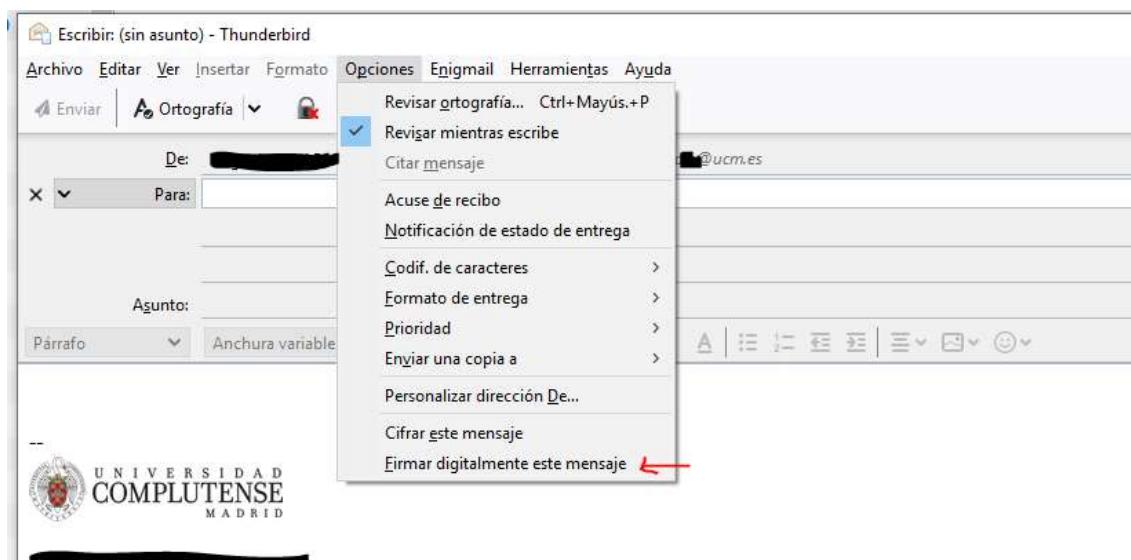 Escribir: (sin asunto) - Thunderbird
Archivo Editar Ver Insertar Formato Opciones Enigmail Herramientas Ayuda
Enviar Ortografía
Revisar ortografía... Ctrl+Mayús.+P
Revisar mientras escribe
De: @ucm.es
Citar mensaje
Para:
Acuse de recibo
Notificación de estado de entrega
Codif. de caracteres
Formato de entrega
Asunto:
Prioridad
Párrafo Anchura variable
Enviar una copia a
Personalizar dirección De...
Cifrar este mensaje
Firmar digitalmente este mensaje
--
UNIVERSIDAD
COMPLUTENSE
MADRID